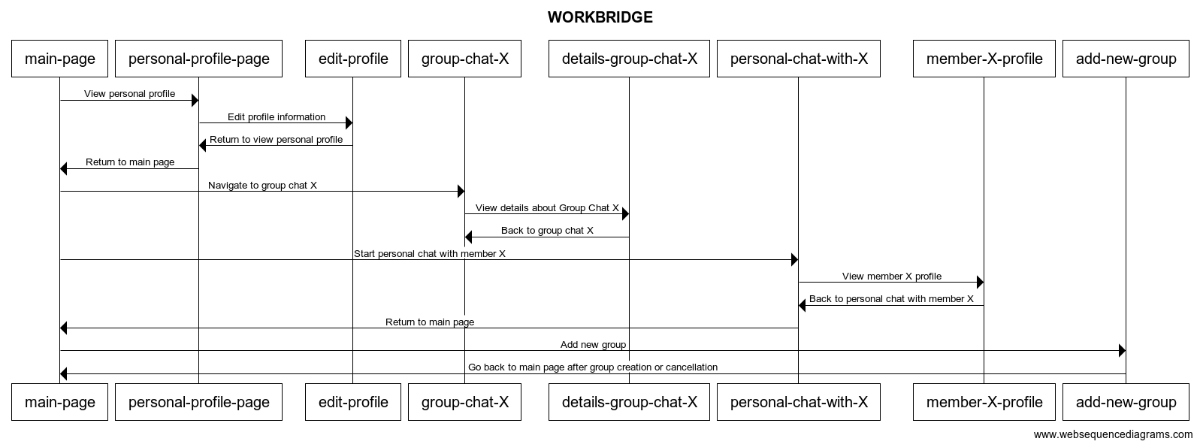 WORKBRIDGE
main-page
personal-profile-page
edit-profile
group-chat-X
details-group-chat-X
personal-chat-with-X
member-X-profile
add-new-group
View personal profile
Edit profile information
Return to view personal profile
Return to main page
Navigate to group chat X
View details about Group Chat X
Back to group chat X
Start personal chat with member X
View member X profile
Back to personal chat with member X
Return to main page
Add new group
Go back to main page after group creation or cancellation
main-page
personal-profile-page
edit-profile
group-chat-X
details-group-chat-X
personal-chat-with-X
member-X-profile
add-new-group
www.websequencediagrams.com